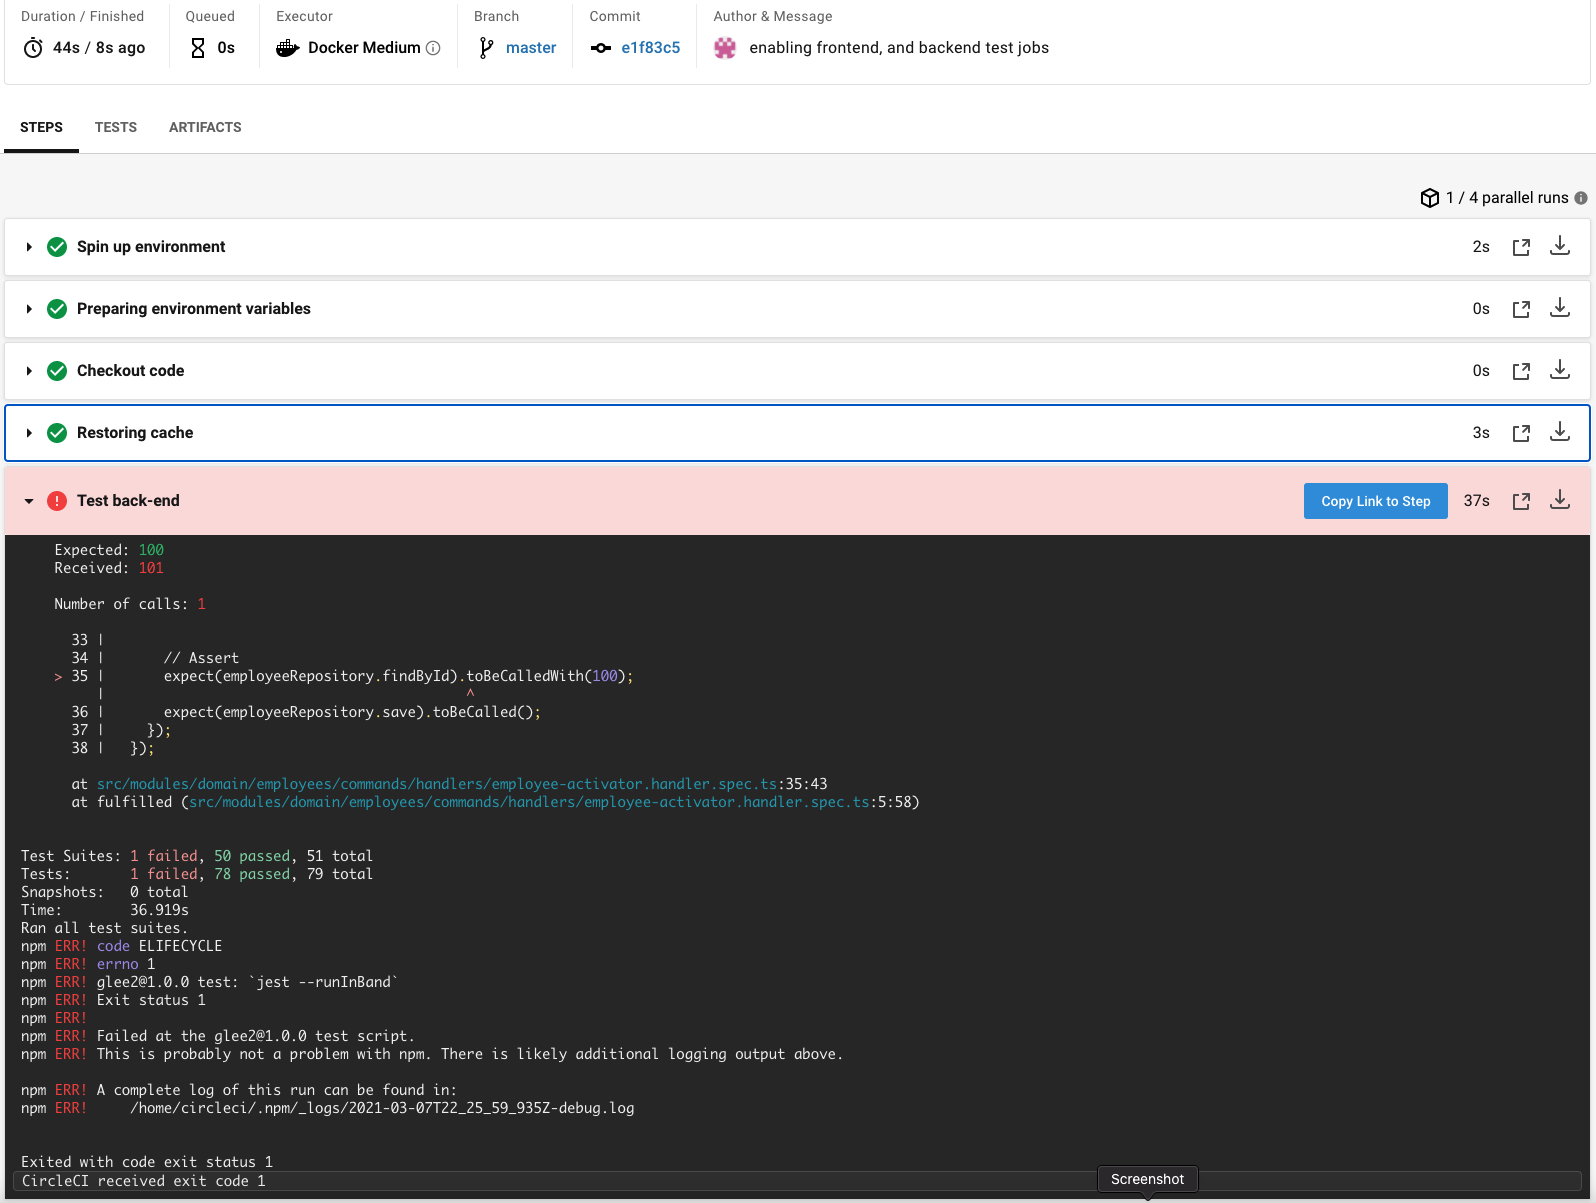 Duration / Finished
44s / 8s ago
Queued
0s
Executor
Docker Medium
Branch
master
Commit
e1f83c5
Author & Message
enabling frontend, and backend test jobs
STEPS
TESTS
ARTIFACTS
1 / 4 parallel runs
Spin up environment
2s
Preparing environment variables
0s
Checkout code
0s
Restoring cache
3s
Test back-end
Copy Link to Step
37s
Expected: 100
Received: 101
Number of calls: 1
33 |
34 |       // Assert
> 35 |       expect(employeeRepository.findById).toBeCalledWith(100);
|                                           ^
36 |       expect(employeeRepository.save).toBeCalled();
37 |     });
38 |   });
at src/modules/domain/employees/commands/handlers/employee-activator.handler.spec.ts:35:43
at fulfilled (src/modules/domain/employees/commands/handlers/employee-activator.handler.spec.ts:5:58)
Test Suites: 1 failed, 50 passed, 51 total
Tests:       1 failed, 78 passed, 79 total
Snapshots:   0 total
Time:        36.919s
Ran all test suites.
npm ERR! code ELIFECYCLE
npm ERR! errno 1
npm ERR! glee2@1.0.0 test: `jest --runInBand`
npm ERR! Exit status 1
npm ERR!
npm ERR! Failed at the glee2@1.0.0 test script.
npm ERR! This is probably not a problem with npm. There is likely additional logging output above.
npm ERR! A complete log of this run can be found in:
npm ERR!     /home/circleci/.npm/_logs/2021-03-07T22_25_59_935Z-debug.log
Exited with code exit status 1
CircleCI received exit code 1
Screenshot